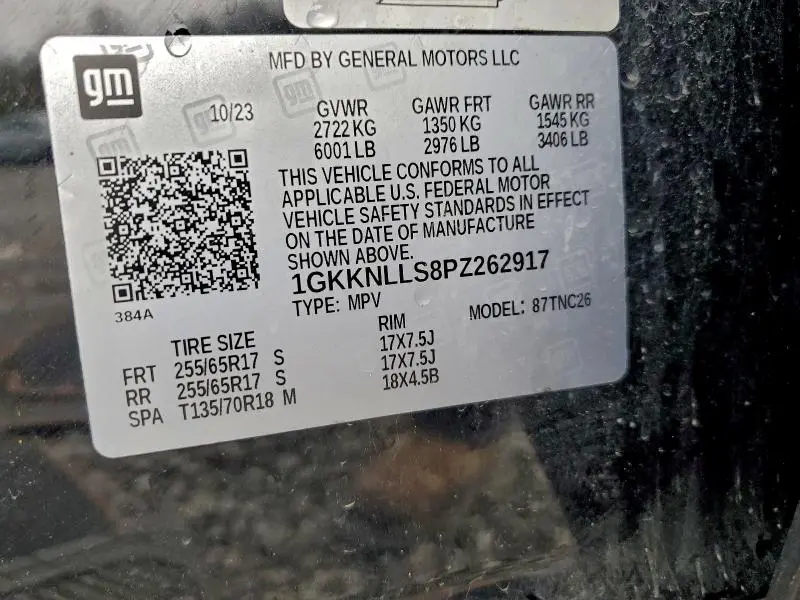 gm
MFD BY GENERAL MOTORS LLC
10/23
GVWR GAWR FRT GAWR RR
2722 KG 1350 KG 1545 KG
6001 LB 2976 LB 3406 LB
THIS VEHICLE CONFORMS TO ALL
APPLICABLE U.S. FEDERAL MOTOR
VEHICLE SAFETY STANDARDS IN EFFECT
ON THE DATE OF MANUFACTURE
SHOWN ABOVE.
1GKKNLLS8PZ262917
384A
TYPE: MPV MODEL: 87TNC26
TIRE SIZE RIM
FRT 255/65R17 S 17X7.5J
RR 255/65R17 S 17X7.5J
SPA T135/70R18 M 18X4.5B